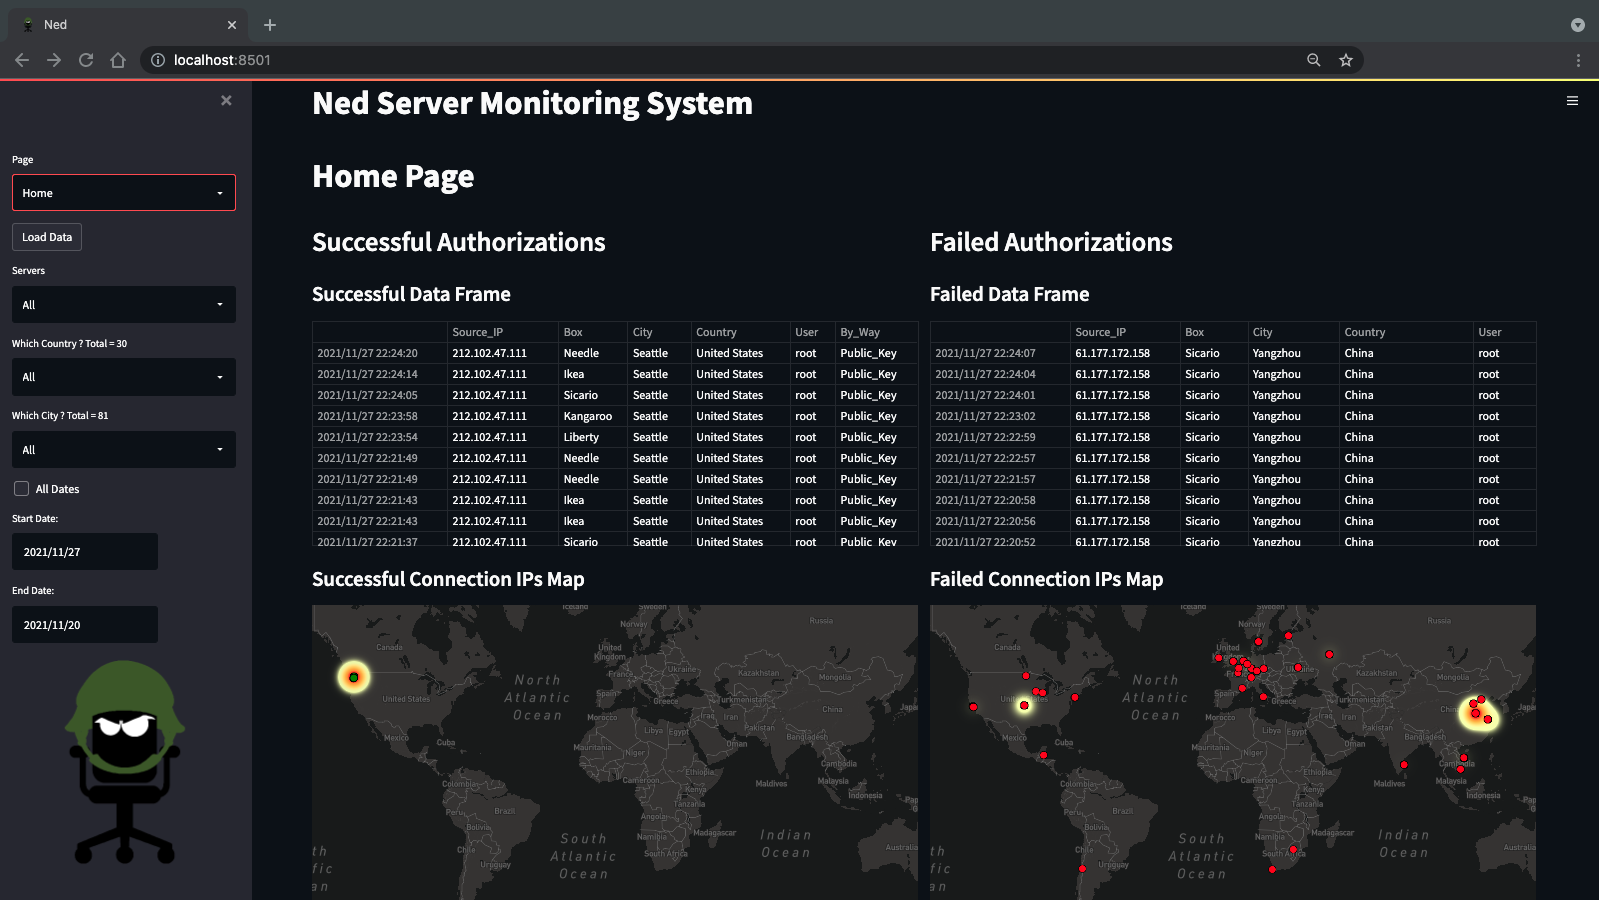 Ned
localhost:8501
Page
Home
Load Data
Servers
All
Which Country ? Total = 30
All
Which City ? Total = 81
All
All Dates
Start Date:
2021/11/27
End Date:
2021/11/20
Ned Server Monitoring System
Home Page
Successful Authorizations
Successful Data Frame
Source_IP Box City Country User By_Way
2021/11/27 22:24:20 212.102.47.111 Needle Seattle United States root Public_Key
2021/11/27 22:24:14 212.102.47.111 Ikea Seattle United States root Public_Key
2021/11/27 22:24:05 212.102.47.111 Sicario Seattle United States root Public_Key
2021/11/27 22:23:58 212.102.47.111 Kangaroo Seattle United States root Public_Key
2021/11/27 22:23:54 212.102.47.111 Liberty Seattle United States root Public_Key
2021/11/27 22:21:49 212.102.47.111 Needle Seattle United States root Public_Key
2021/11/27 22:21:49 212.102.47.111 Needle Seattle United States root Public_Key
2021/11/27 22:21:43 212.102.47.111 Ikea Seattle United States root Public_Key
2021/11/27 22:21:43 212.102.47.111 Ikea Seattle United States root Public_Key
2021/11/27 22:21:37 212.102.47.111 Sicario Seattle United States root Public_Key
Successful Connection IPs Map
Iceland
Sweden
Norway
Russia
Canada
United
Kingdom
Ukraine
France
Kazakhstan
Mongolia
North
Atlantic
Ocean
United States
Spain
Greece
Turkmenistan
China
Japa
Morocco
Iraq
Iran
Libya
Egypt
Bangladesh
Mexico
Cuba
Mauritania
Niger
Oman
Cambodia
Colombia
Cameroon
Ethiopia
Kenya
Maldives
Malaysia
Indonesia
Peru
Brazil
Tanzania
Pap
Angola
Bolivia
Namibia
Madagascar
Chile
South
Atlantic
Ocean
Indian
Ocean
South Africa
Australia
Uruguay
Failed Authorizations
Failed Data Frame
Source_IP Box City Country User
2021/11/27 22:24:07 61.177.172.158 Sicario Yangzhou China root
2021/11/27 22:24:04 61.177.172.158 Sicario Yangzhou China root
2021/11/27 22:24:01 61.177.172.158 Sicario Yangzhou China root
2021/11/27 22:23:02 61.177.172.158 Sicario Yangzhou China root
2021/11/27 22:22:59 61.177.172.158 Sicario Yangzhou China root
2021/11/27 22:22:57 61.177.172.158 Sicario Yangzhou China root
2021/11/27 22:21:57 61.177.172.158 Sicario Yangzhou China root
2021/11/27 22:20:58 61.177.172.158 Sicario Yangzhou China root
2021/11/27 22:20:56 61.177.172.158 Sicario Yangzhou China root
2021/11/27 22:20:52 61.177.172.158 Sicario Yangzhou China root
Failed Connection IPs Map
Iceland
Sweden
Norway
Russia
Canada
United
Kingdom
Ukraine
Kazakhstan
Mongolia
North
Atlantic
Ocean
United States
Spain
Greece
Turkmenistan
China
Japa
Morocco
Iraq
Iran
Libya
Egypt
Bangladesh
Mexico
Cuba
Mauritania
Niger
Oman
Cambodia
Colombia
Cameroon
Ethiopia
Kenya
Maldives
Malaysia
Indonesia
Peru
Brazil
Tanzania
Pap
Angola
Bolivia
Namibia
Madagascar
Chile
South
Atlantic
Ocean
Indian
Ocean
South Africa
Australia
Uruguay